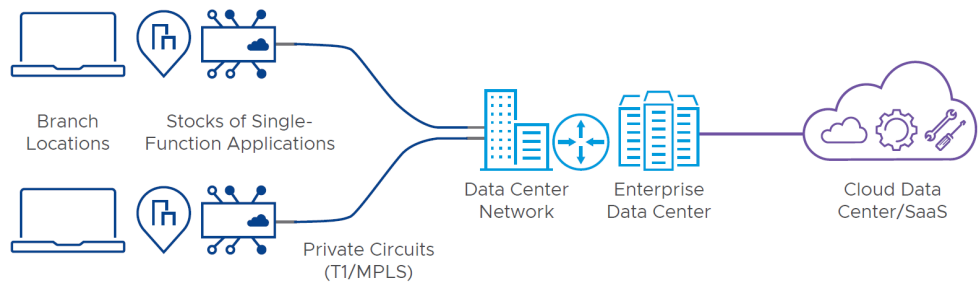 Branch
Locations
Stocks of Single-
Function Applications
Private Circuits
(T1/MPLS)
Data Center
Network
Enterprise
Data Center
Cloud Data
Center/SaaS